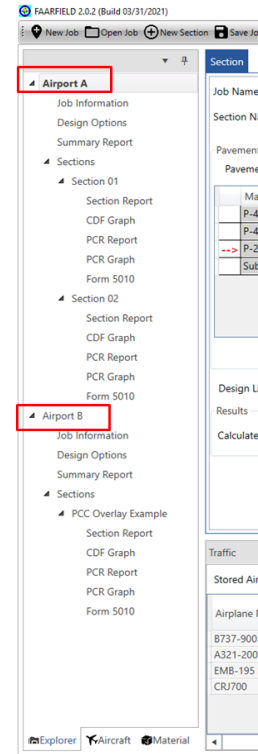 FAARFIELD 2.0.2 (Build 03/31/2021)
New Job Open Job New Section Save Jo
Section
Airport A
Job Information
Design Options
Summary Report
Sections
Section 01
Section Report
CDF Graph
PCR Report
PCR Graph
Form 5010
Section 02
Section Report
CDF Graph
PCR Report
PCR Graph
Form 5010
Airport B
Job Information
Design Options
Summary Report
Sections
PCC Overlay Example
Section Report
CDF Graph
PCR Report
PCR Graph
Form 5010
Explorer Aircraft Material
Job Name
Section Na
Pavement
Paveme
Ma
P-4
P-4
--> P-2
Sub
Design Li
Results
Calculate
Traffic
Stored Air
Airplane N
B737-900
A321-200
EMB-195
CRJ700